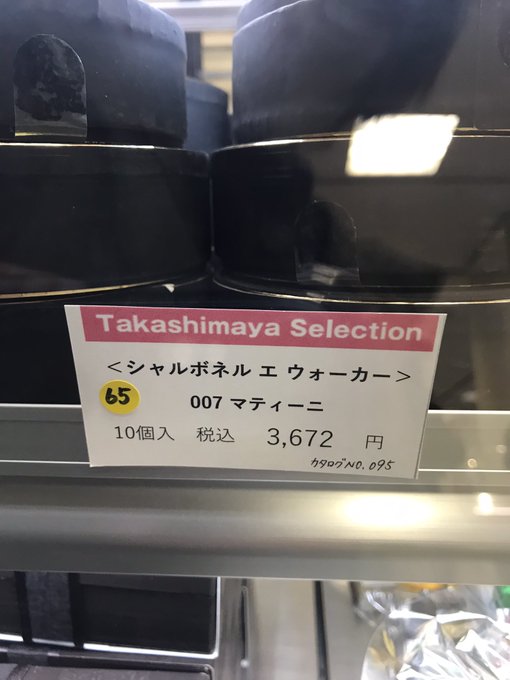 Takashimaya Selection
<シャルボネル エ ウォーカー>
65
007 マティーニ
10個入 税込 3,672 円
カタログNO.095